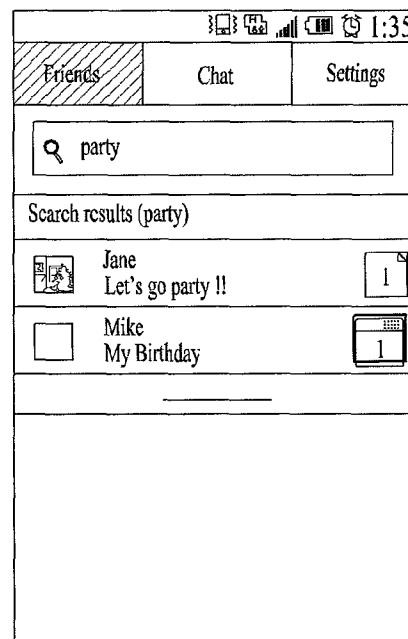 1:35
Friends Chat Settings
party
Search results (party)
Jane
Let's go party !!
1
Mike
My Birthday
1